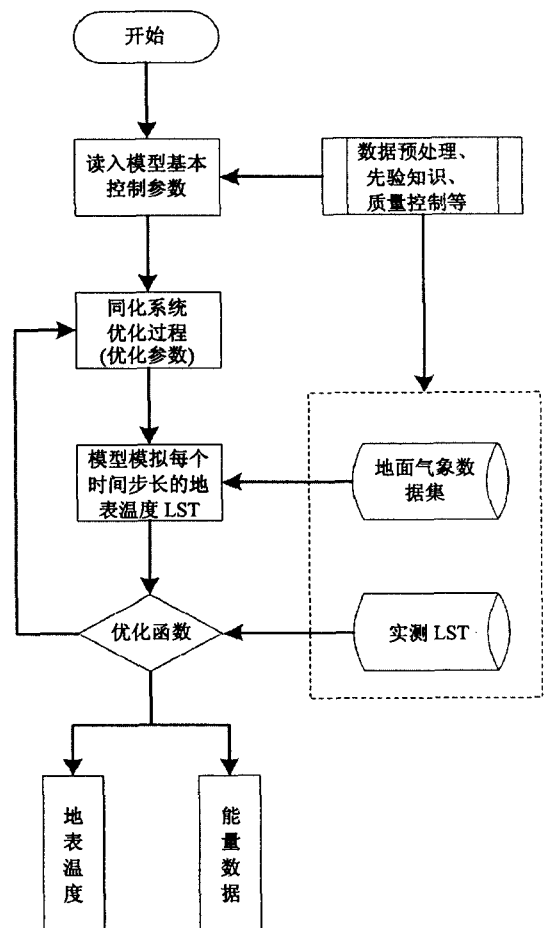 开始
读入模型基本
控制参数
数据预处理、
先验知识、
质量控制等
同化系统
优化过程
(优化参数)
模型模拟每个
时间步长的地
表温度 LST
地面气象数
据集
优化函数
实测 LST
地表温度
能量数据